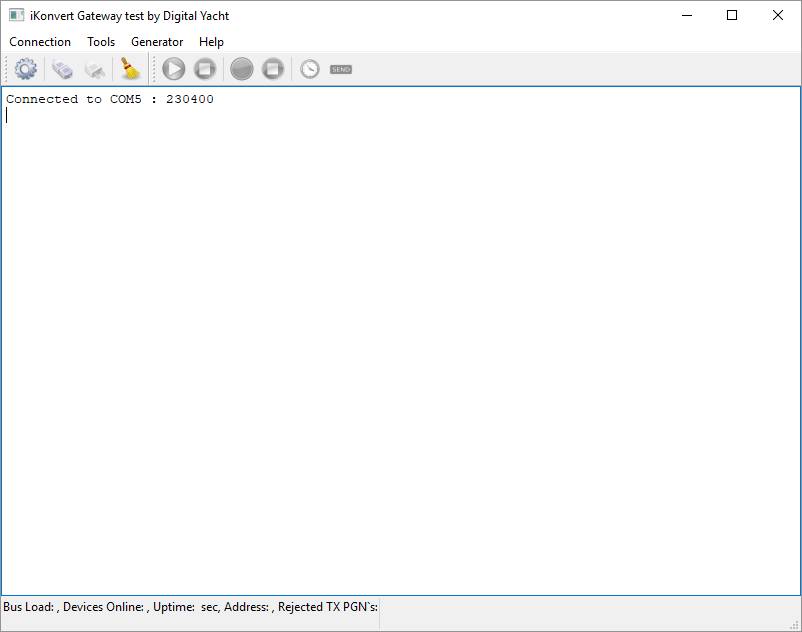 iKonvert Gateway test by Digital Yacht
Connection Tools Generator Help
SEND
Connected to COM5 : 230400
Bus Load: , Devices Online: , Uptime:  sec, Address: , Rejected TX PGN`s: